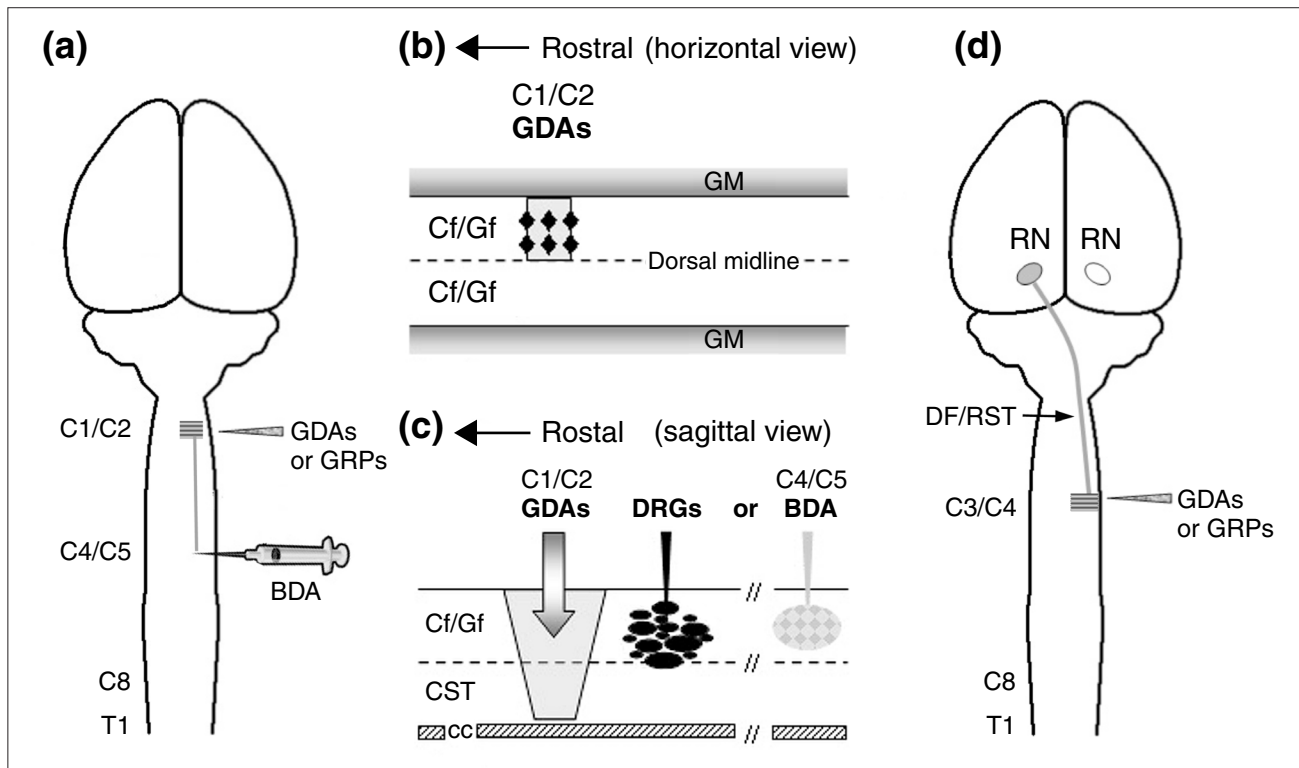 (a)
C1/C2
GDAs
or GRPs
C4/C5
BDA
C8
T1
(b)
Rostral (horizontal view)
C1/C2
GDAs
GM
Cf/Gf
Dorsal midline
Cf/Gf
GM
(c)
Rostal (sagittal view)
C1/C2
C4/C5
GDAs DRGs or BDA
Cf/Gf
//
//
CST
cc
//
(d)
RN RN
DF/RST
C3/C4
GDAs
or GRPs
C8
T1